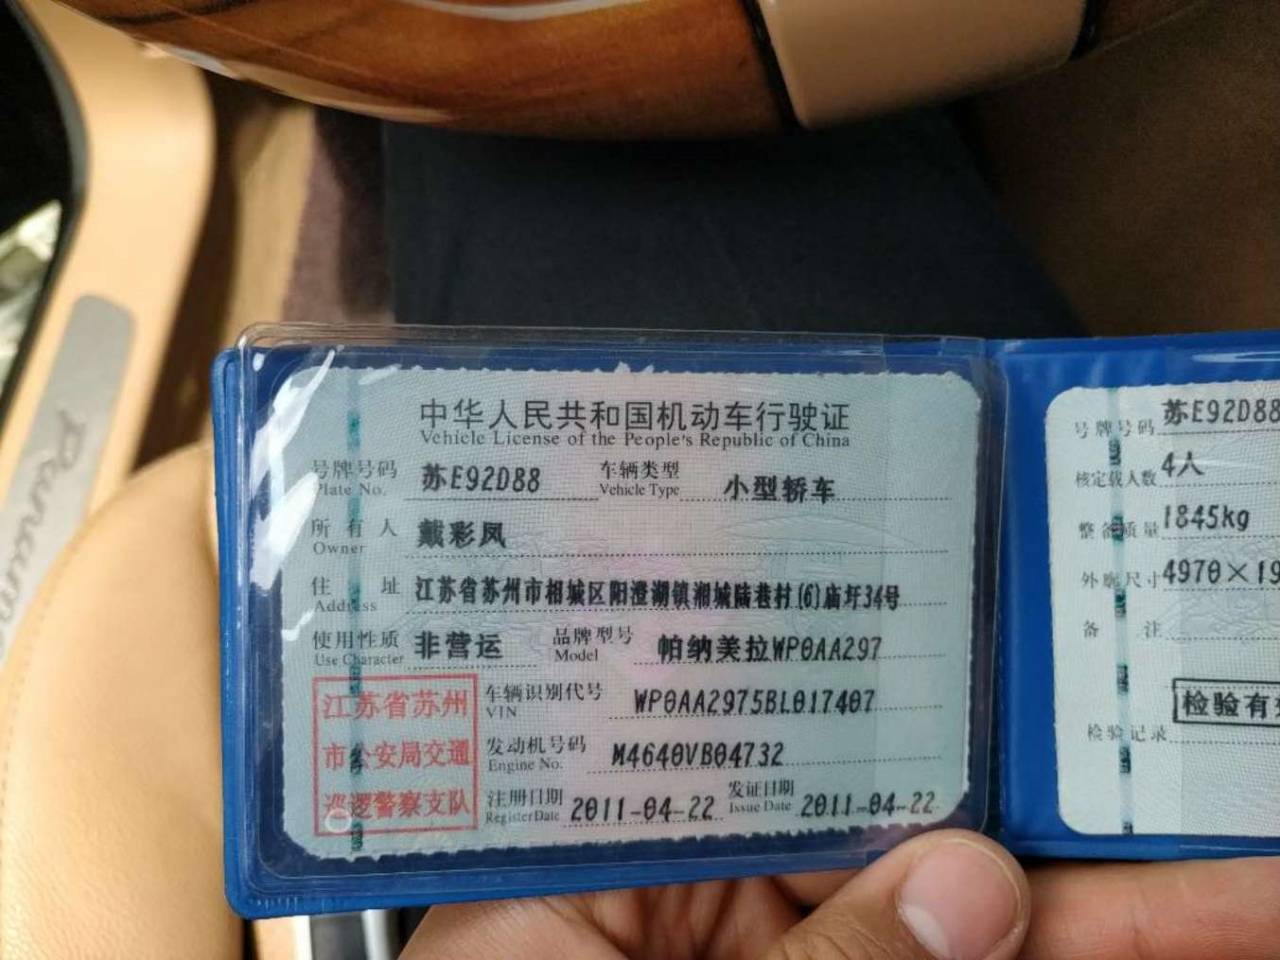 中华人民共和国机动车行驶证
Vehicle License of the People's Republic of China
号牌号码 苏E92D88 车辆类型 小型轿车
Plate No. Vehicle Type
所有人 戴彩凤
Owner
住址 江苏省苏州市相城区阳澄湖镇湘城陆巷村(6)庙圩34号
Address
使用性质 非营运 品牌型号 帕纳美拉WP0AA297
Use Character Model
江苏省苏州
市公安局交通
巡逻警察支队
车辆识别代号 WP0AA2975BL017407
VIN
发动机号码 M4640VB04732
Engine No.
注册日期 2011-04-22 发证日期 2011-04-22
Register Date Issue Date
号牌号码 苏E92D88
核定载人数 4人
整备质量 1845kg
外廓尺寸 4970×19
备注
检验有
检验记录